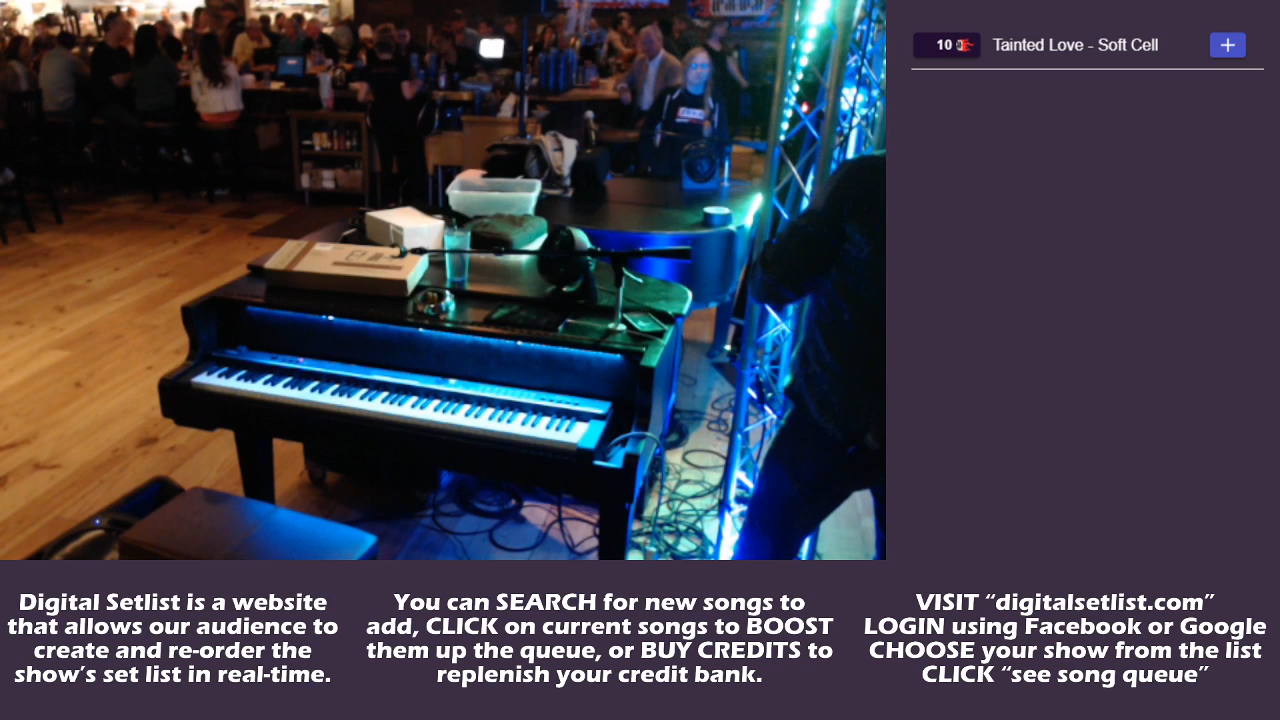 10
Tainted Love - Soft Cell
+
Digital Setlist is a website
that allows our audience to
create and re-order the
show's set list in real-time.
You can SEARCH for new songs to
add, CLICK on current songs to BOOST
them up the queue, or BUY CREDITS to
replenish your credit bank.
VISIT “digitalsetlist.com”
LOGIN using Facebook or Google
CHOOSE your show from the list
CLICK “see song queue”